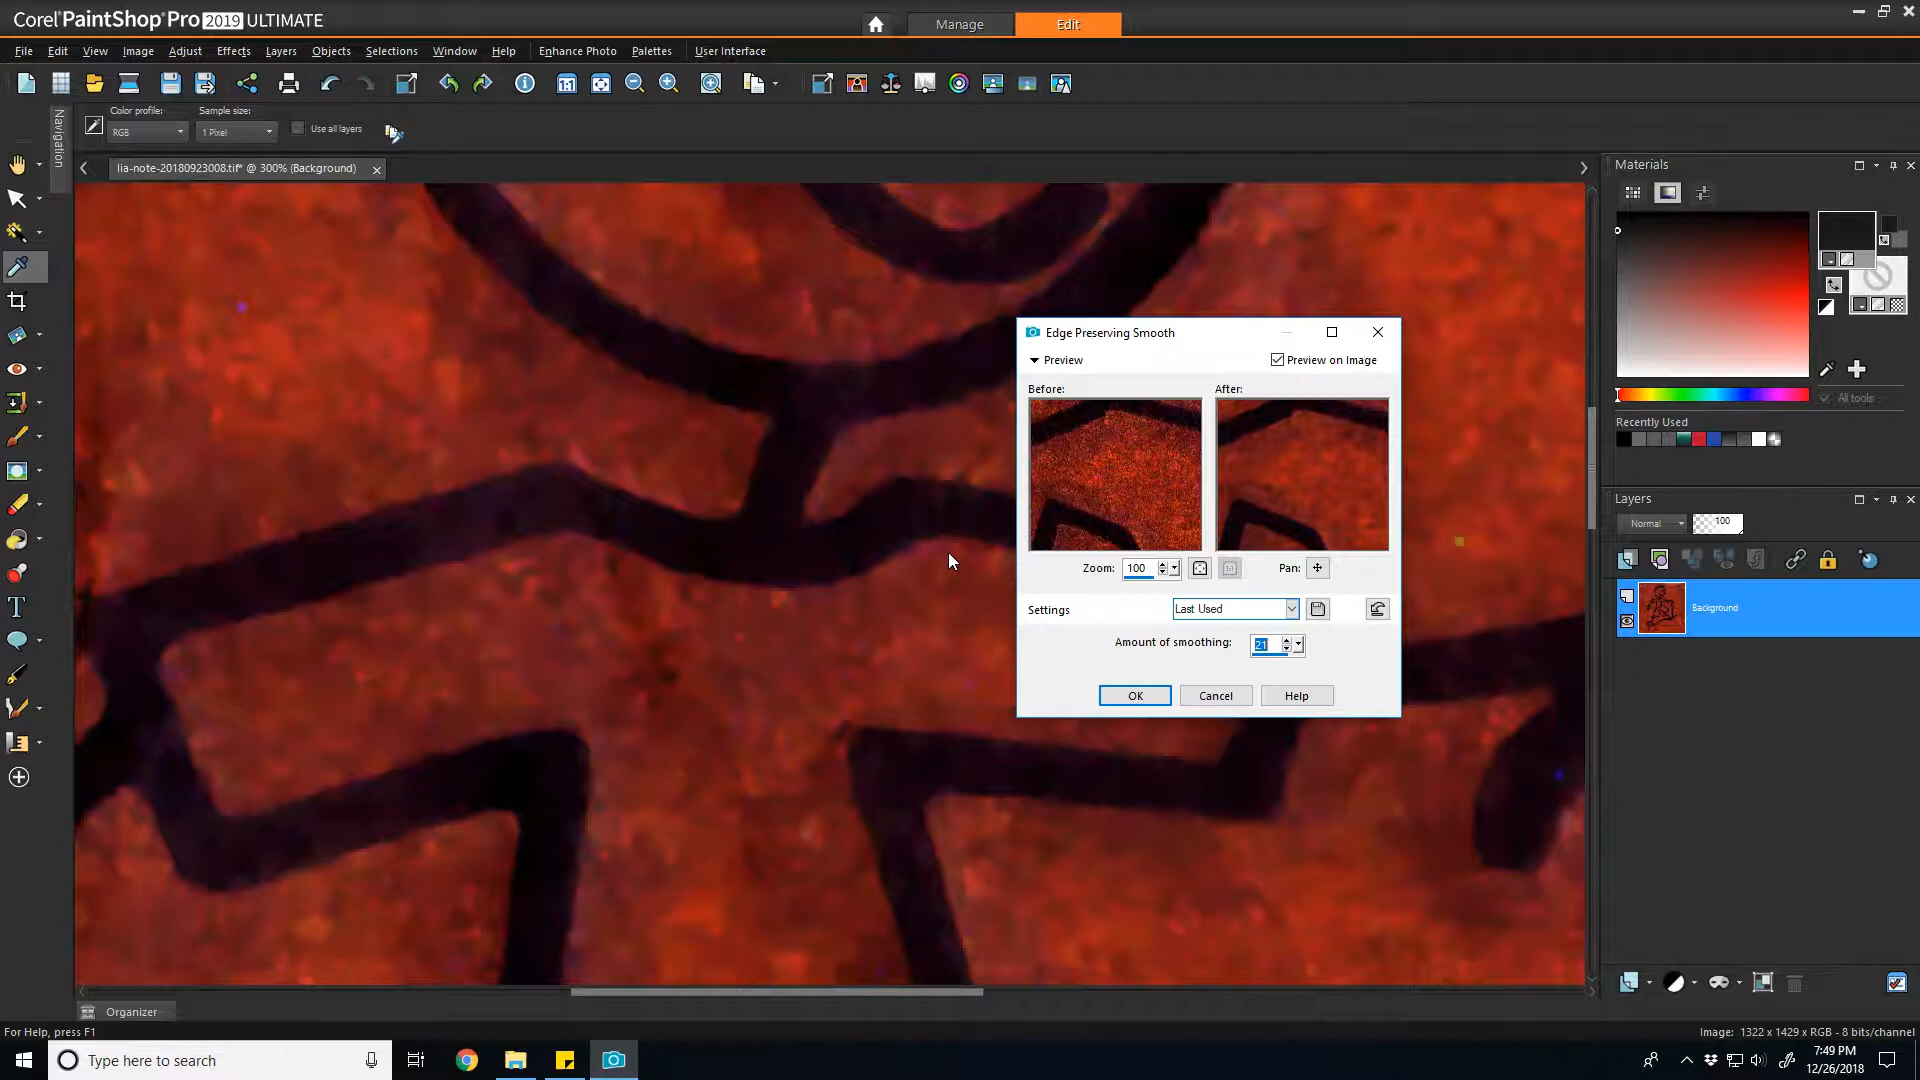 Corel PaintShop Pro 2019 ULTIMATE
Manage
Edit
File Edit View Image Adjust Effects Layers Objects Selections Window Help Enhance Photo Palettes User Interface
1:1
Navigation
Color profile:
RGB
Sample size:
1 Pixel
Use all layers
lia-note-20180923008.tif* @ 300% (Background)
Edge Preserving Smooth
Preview
Preview on Image
Before:
After:
Zoom: 100
Pan:
Settings
Last Used
Amount of smoothing: 21
OK
Cancel
Help
Materials
All tools
Recently Used
Layers
Normal
100
Background
Organizer
For Help, press F1
Image: 1322 x 1429 x RGB - 8 bits/channel
Type here to search
7:49 PM
12/26/2018